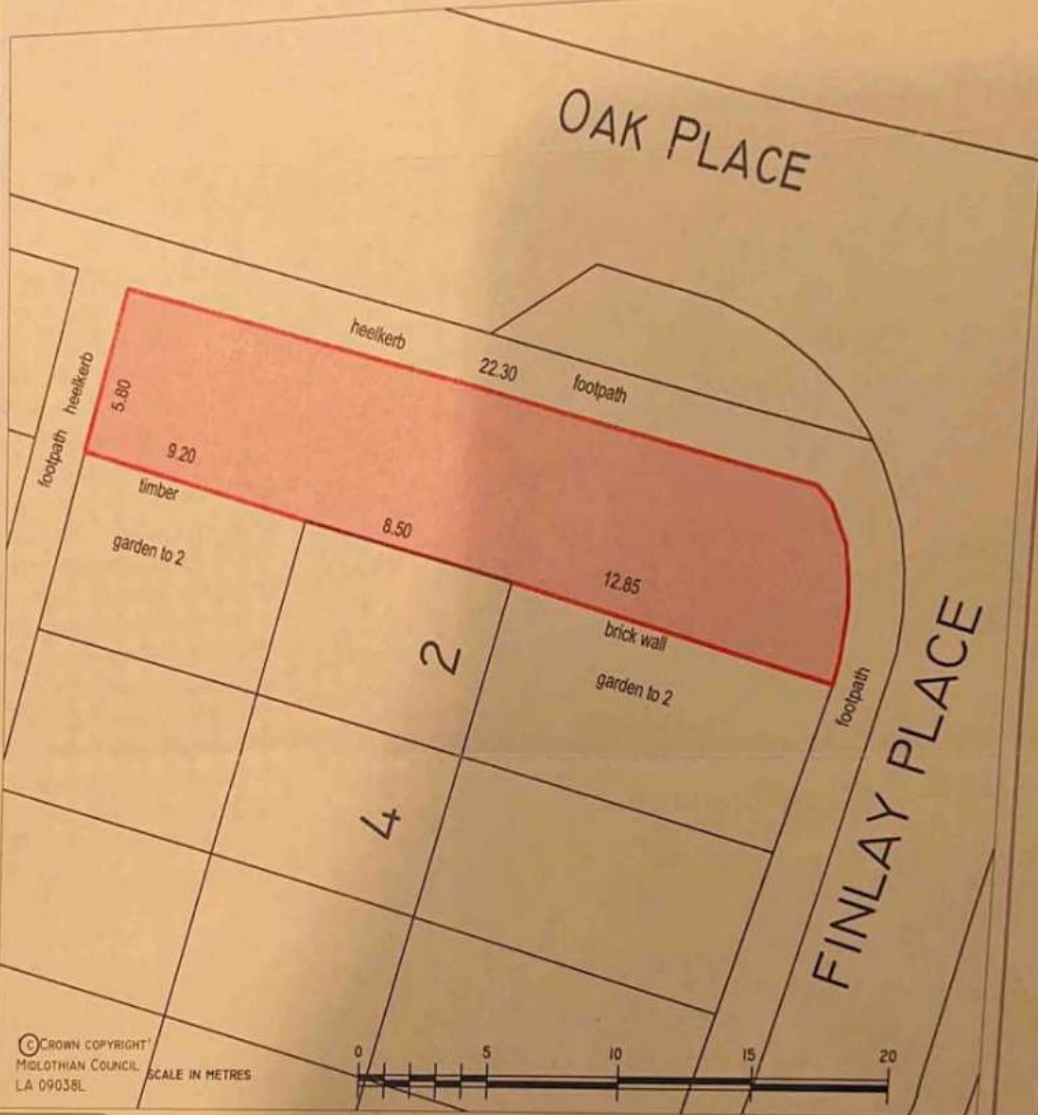 OAK PLACE
heelkerb
22.30
footpath
heelkerb
footpath
5.80
9.20
timber
garden to 2
8.50
12.85
brick wall
garden to 2
footpath
2
4
FINLAY PLACE
©CROWN COPYRIGHT
MIDLOTHIAN COUNCIL
LA 09038L
SCALE IN METRES
0 5 10 15 20